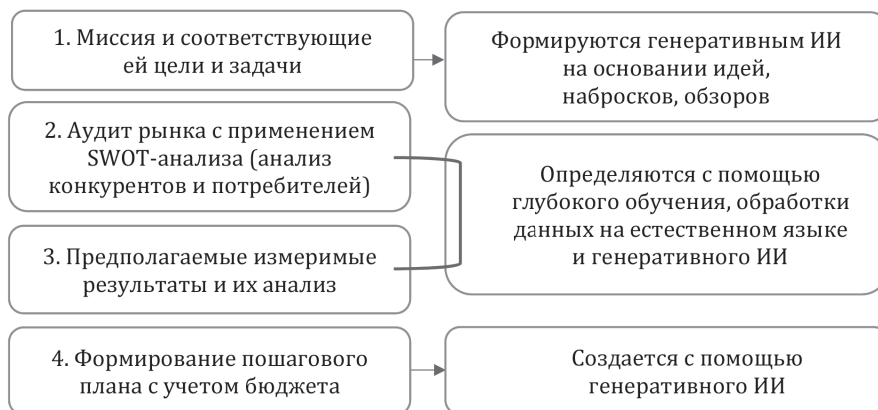 1. Миссия и соответствующие
ей цели и задачи
Формируются генеративным ИИ
на основании идей,
набросков, обзоров
2. Аудит рынка с применением
SWOT-анализа (анализ
конкурентов и потребителей)
Определяются с помощью
глубокого обучения, обработки
данных на естественном языке
и генеративного ИИ
3. Предполагаемые измеримые
результаты и их анализ
4. Формирование пошагового
плана с учетом бюджета
Создается с помощью
генеративного ИИ